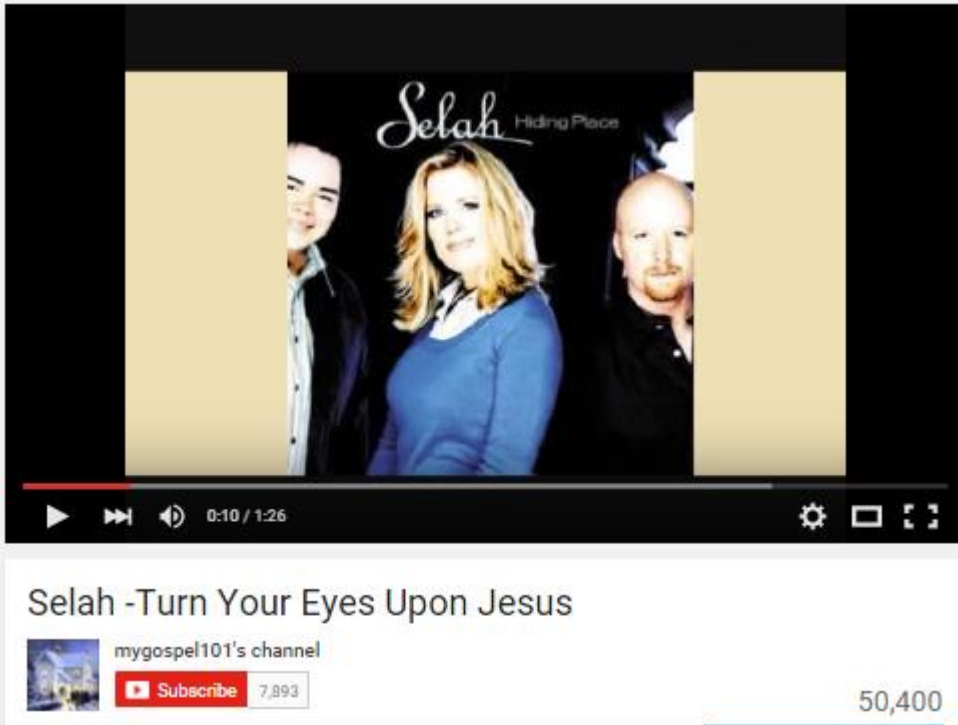 Selah Hiding Place
0:10 / 1:26
Selah -Turn Your Eyes Upon Jesus
mygospel101's channel
Subscribe 7,893
50,400